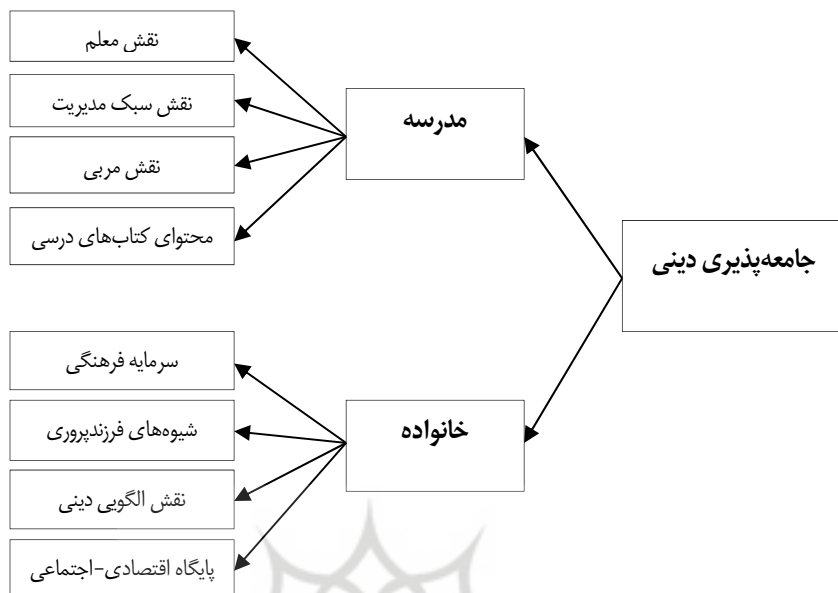 جامعه‌پذیری دینی
مدرسه
نقش معلم
نقش سبک مدیریت
نقش مربی
محتوای کتاب‌های درسی
خانواده
سرمایه فرهنگی
شیوه‌های فرزندپروری
نقش الگویی دینی
پایگاه اقتصادی-اجتماعی